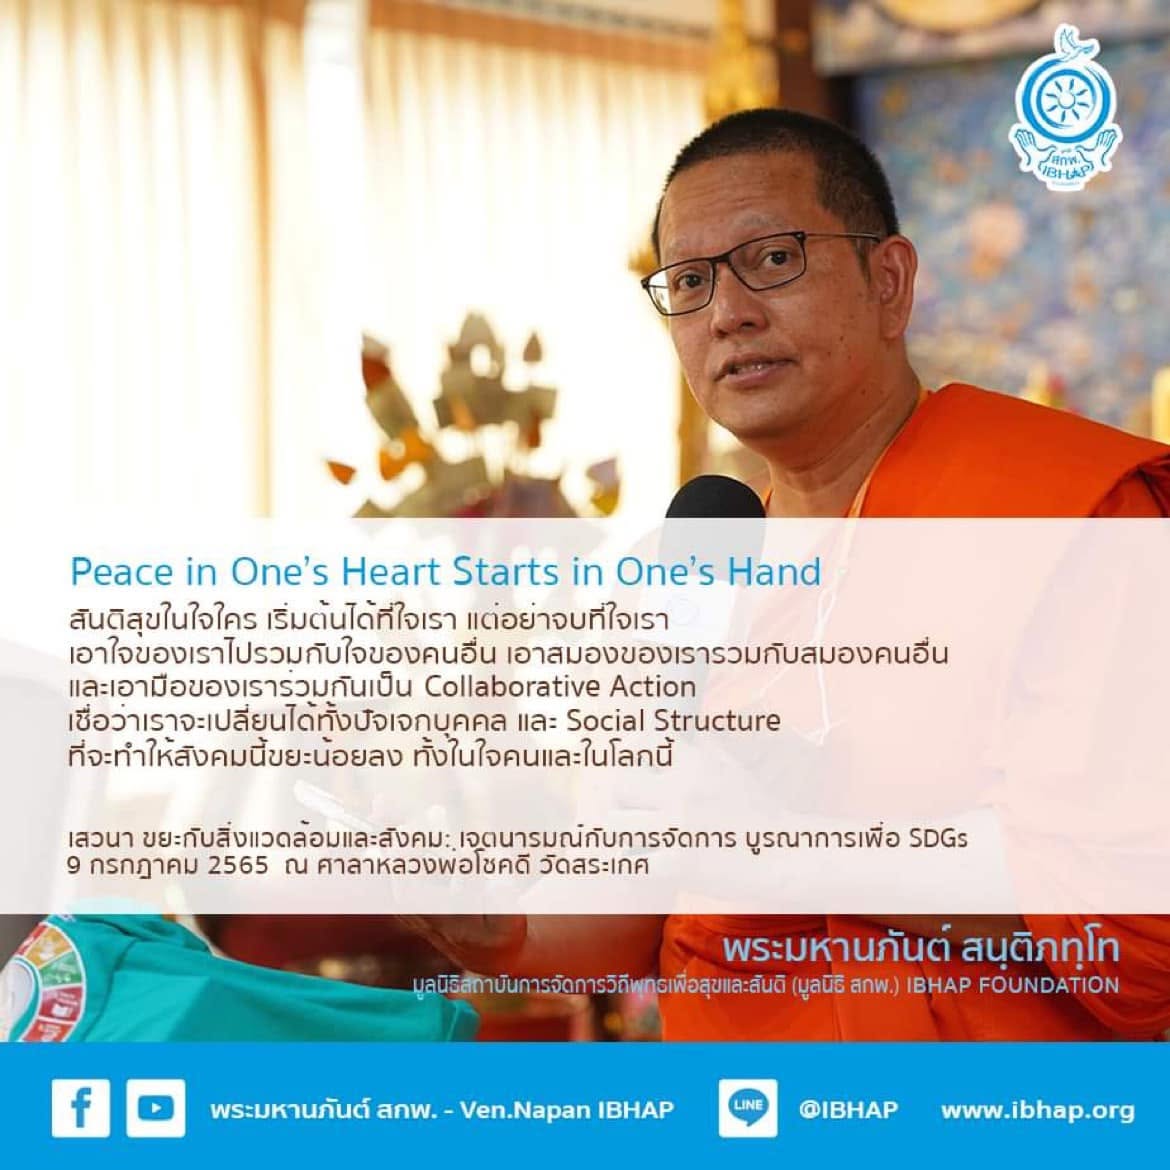 สกพ.
IBHAP
Peace in One's Heart Starts in One's Hand
สันติสุขในใจใคร เริ่มต้นได้ที่ใจเรา แต่อย่าจบที่ใจเรา
เอาใจของเราไปรวมกับใจของคนอื่น เอาสมองของเรารวมกับสมองคนอื่น
และเอามือของเราร่วมกันเป็น Collaborative Action
เชื่อว่าเราจะเปลี่ยนได้ทั้งปัจเจกบุคคล และ Social Structure
ที่จะทำให้สังคมนี้ขยะน้อยลง ทั้งในใจคนและในโลกนี้
เสวนา ขยะกับสิ่งแวดล้อมและสังคม: เจตนารมณ์กับการจัดการ บูรณาการเพื่อ SDGs
9 กรกฎาคม 2565 ณ ศาลาหลวงพ่อโชคดี วัดสระเกศ
พระมหานภันต์ สนฺติภทฺโท
มูลนิธิสถาบันการจัดการวิถีพุทธเพื่อสุขและสันติ (มูลนิธิ สกพ.) IBHAP FOUNDATION
พระมหานภันต์ สกพ. - Ven.Napan IBHAP
LINE
@IBHAP
www.ibhap.org